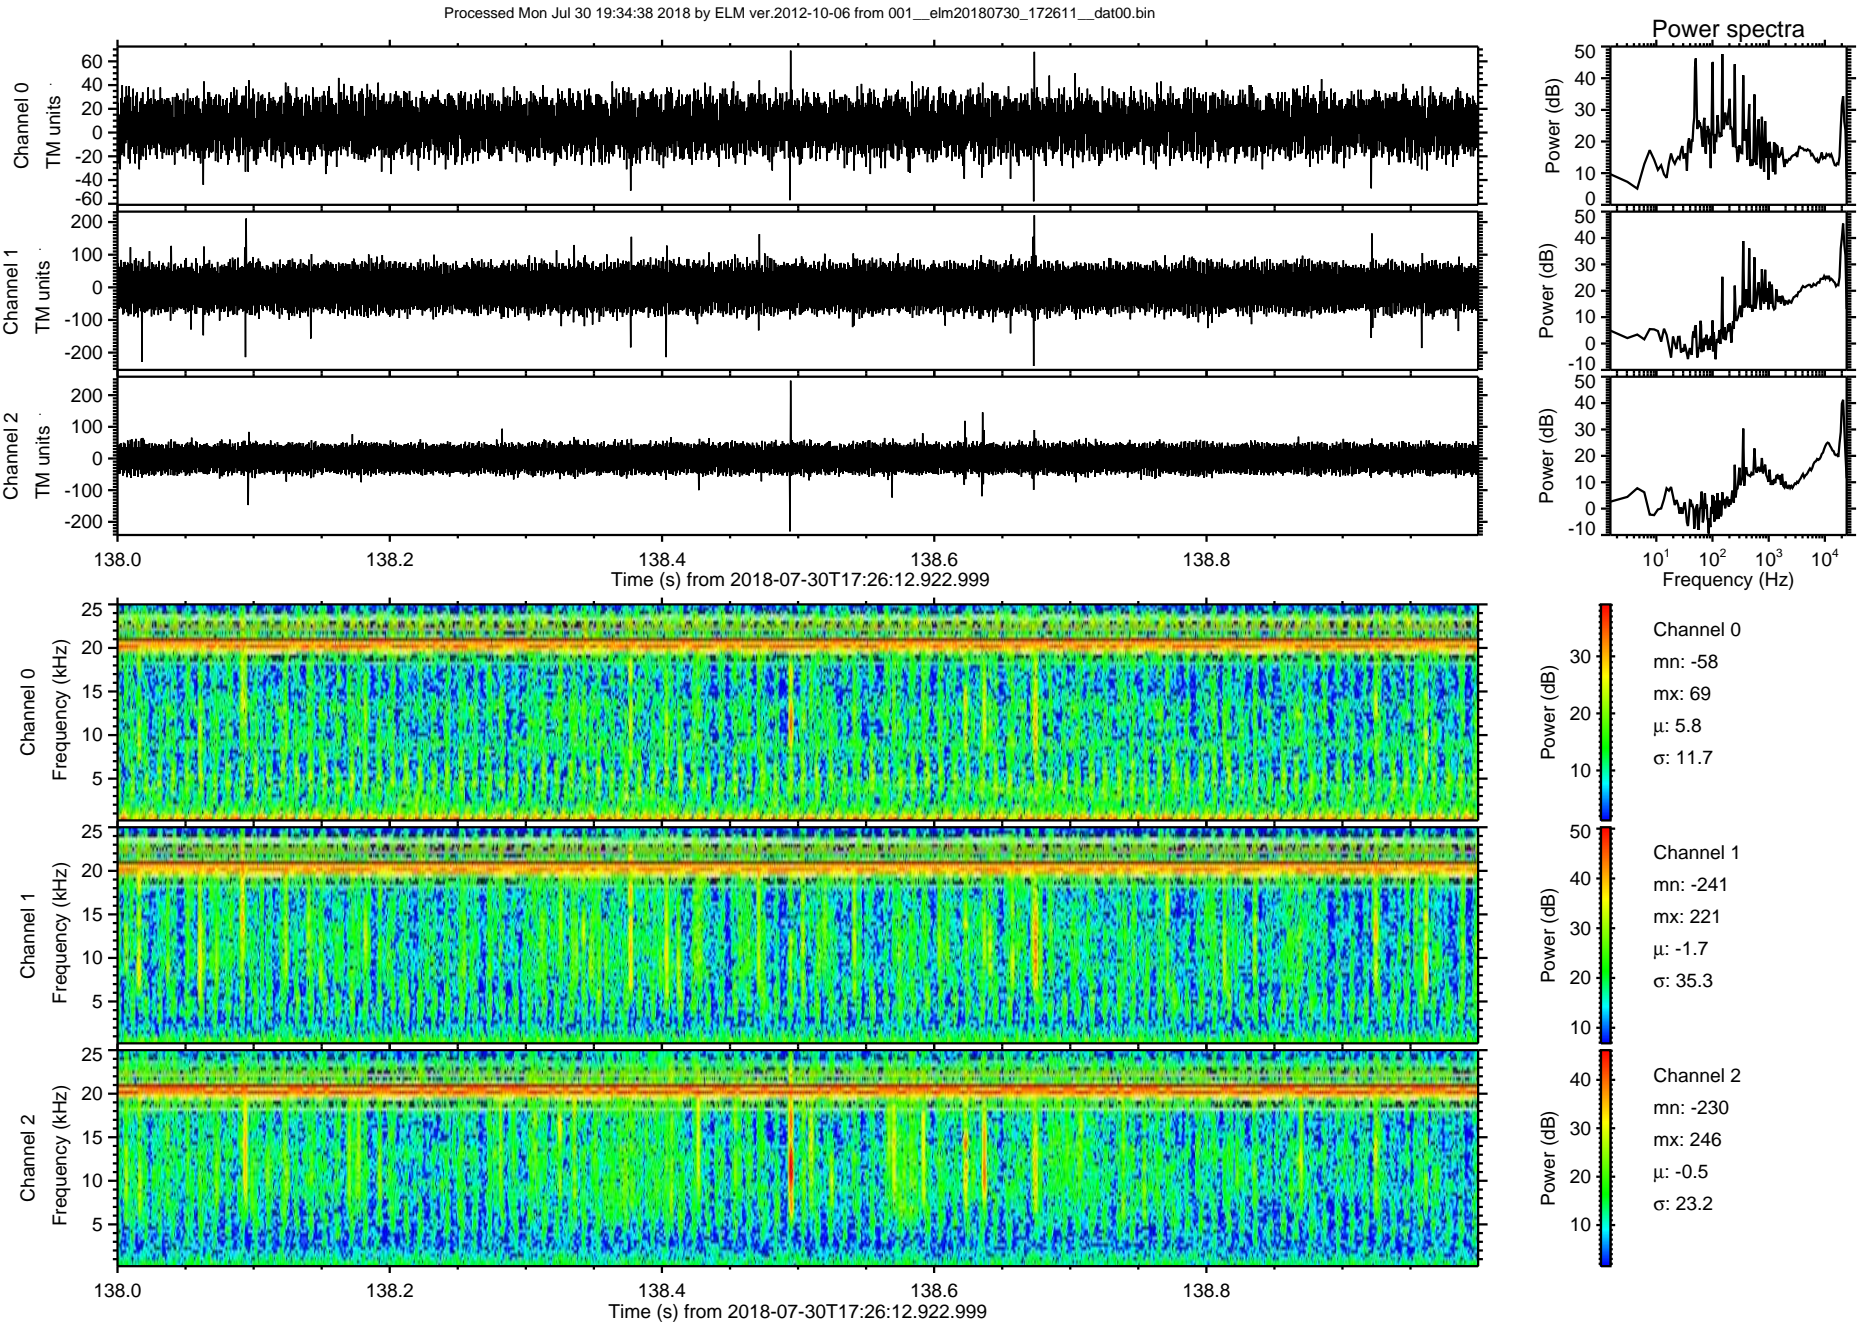 Processed Mon Jul 30 19:34:38 2018 by ELM ver.2012-10-06 from 001__elm20180730_172611__dat00.bin
Power spectra
Channel 0
TM units
60
40
20
0
-20
-40
-60
Power (dB)
50
40
30
20
10
0
Channel 1
TM units
200
100
0
-100
-200
Power (dB)
50
40
30
20
10
0
-10
Channel 2
TM units
200
100
0
-100
-200
Power (dB)
50
40
30
20
10
0
-10
138.0 138.2 138.4 138.6 138.8
Time (s) from 2018-07-30T17:26:12.922.999
10¹ 10² 10³ 10⁴
Frequency (Hz)
Channel 0
Frequency (kHz)
25
20
15
10
5
Power (dB)
30
20
10
Channel 0
mn: -58
mx: 69
μ: 5.8
σ: 11.7
Channel 1
Frequency (kHz)
25
20
15
10
5
Power (dB)
50
40
30
20
10
Channel 1
mn: -241
mx: 221
μ: -1.7
σ: 35.3
Channel 2
Frequency (kHz)
25
20
15
10
5
Power (dB)
40
30
20
10
Channel 2
mn: -230
mx: 246
μ: -0.5
σ: 23.2
138.0 138.2 138.4 138.6 138.8
Time (s) from 2018-07-30T17:26:12.922.999